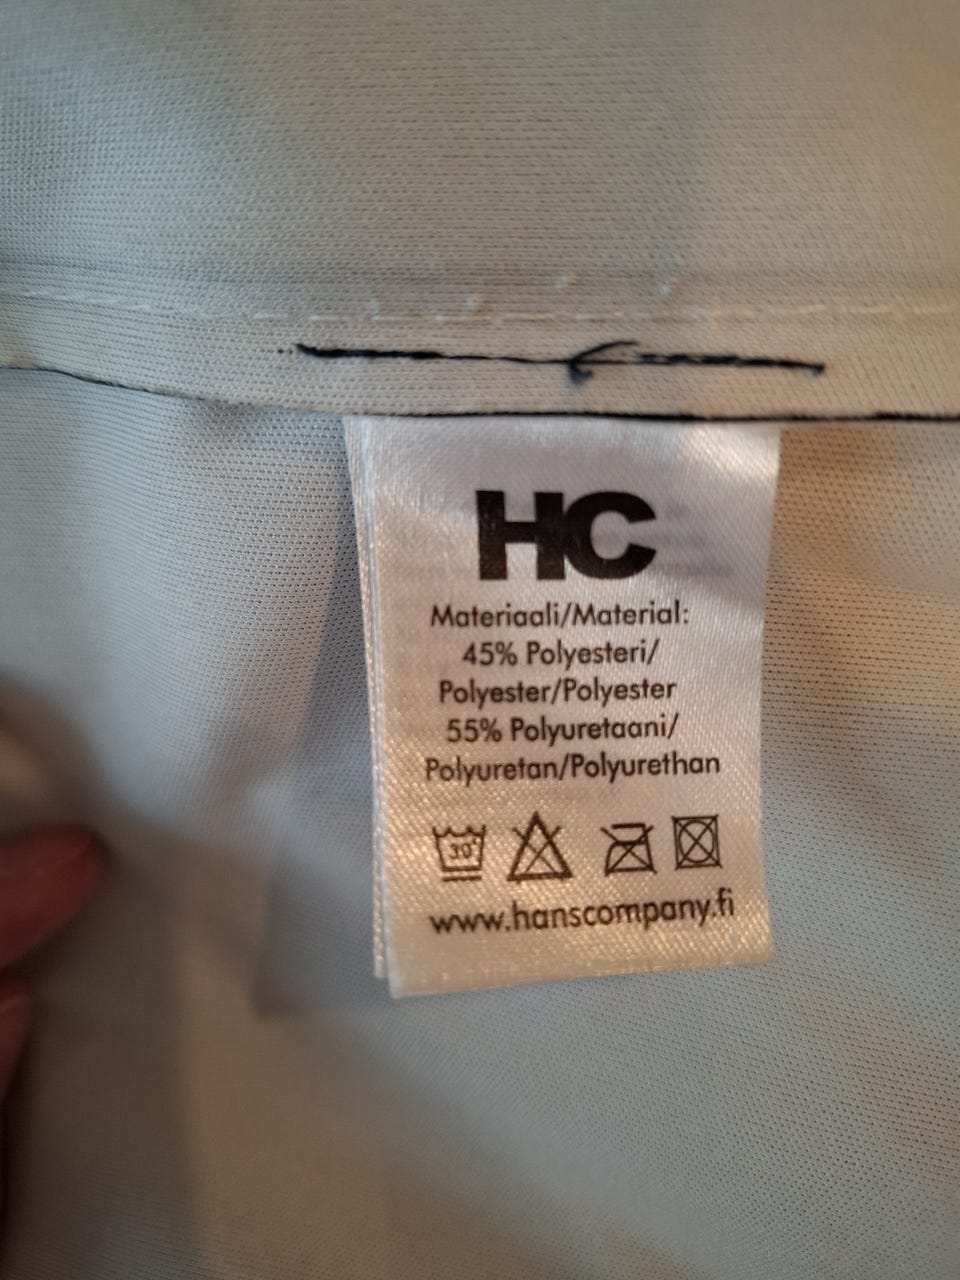 HC
Materiaali/Material:
45% Polyesteri/
Polyester/Polyester
55% Polyuretaani/
Polyuretan/Polyurethan
30°
www.hanscompany.fi